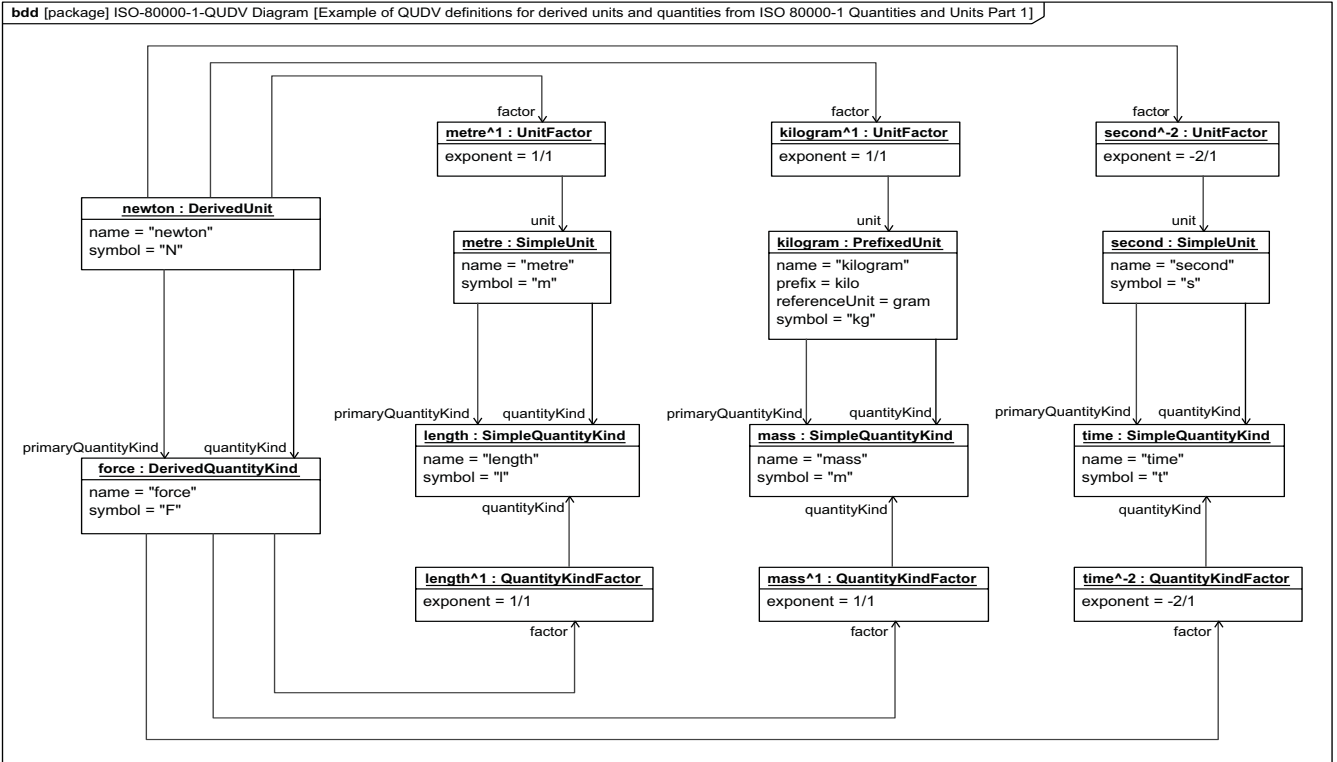 bdd [package] ISO-80000-1-QUDV Diagram [Example of QUDV definitions for derived units and quantities from ISO 80000-1 Quantities and Units Part 1]
factor
metre^1 : UnitFactor
exponent = 1/1
factor
kilogram^1 : UnitFactor
exponent = 1/1
factor
second^-2 : UnitFactor
exponent = -2/1
newton : DerivedUnit
name = "newton"
symbol = "N"
unit
metre : SimpleUnit
name = "metre"
symbol = "m"
unit
kilogram : PrefixedUnit
name = "kilogram"
prefix = kilo
referenceUnit = gram
symbol = "kg"
unit
second : SimpleUnit
name = "second"
symbol = "s"
primaryQuantityKind
quantityKind
force : DerivedQuantityKind
name = "force"
symbol = "F"
primaryQuantityKind
quantityKind
length : SimpleQuantityKind
name = "length"
symbol = "l"
quantityKind
primaryQuantityKind
quantityKind
mass : SimpleQuantityKind
name = "mass"
symbol = "m"
quantityKind
primaryQuantityKind
quantityKind
time : SimpleQuantityKind
name = "time"
symbol = "t"
quantityKind
length^1 : QuantityKindFactor
exponent = 1/1
factor
mass^1 : QuantityKindFactor
exponent = 1/1
factor
time^-2 : QuantityKindFactor
exponent = -2/1
factor